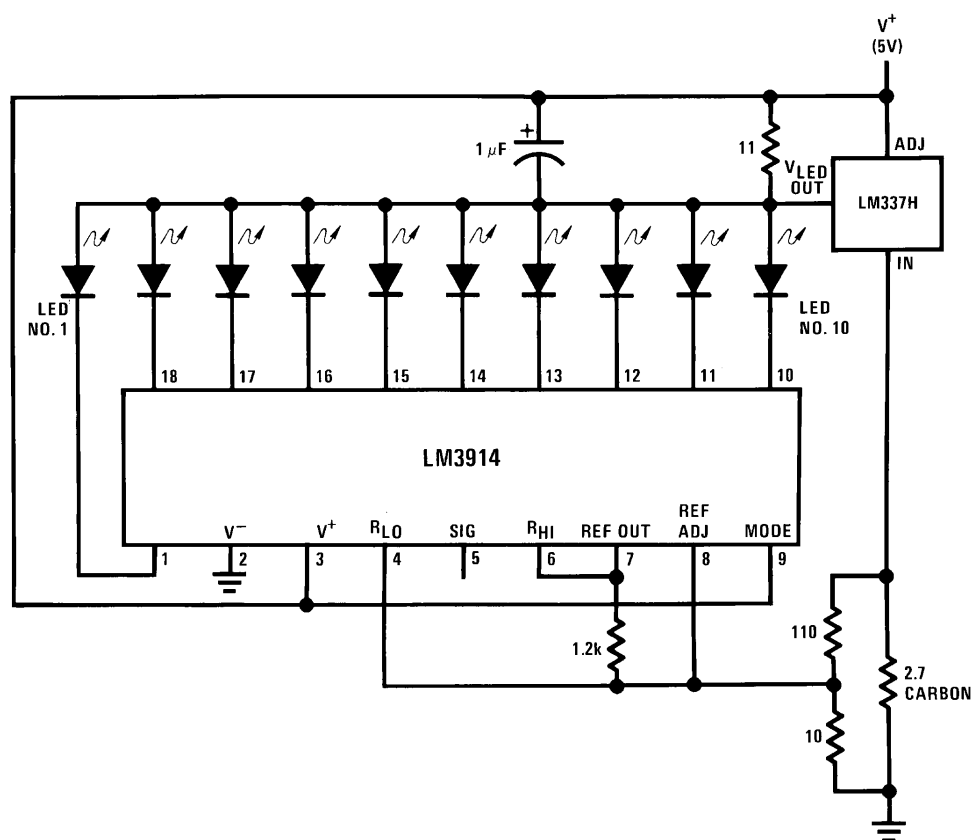 V+
(5V)
1 μF
+
11
VLED
OUT
ADJ
LM337H
IN
LED
NO. 1
LED
NO. 10
18 17 16 15 14 13 12 11 10
LM3914
V− V+ RLO SIG RHI REF OUT REF ADJ MODE
1 2 3 4 5 6 7 8 9
1.2k
110
2.7
CARBON
10